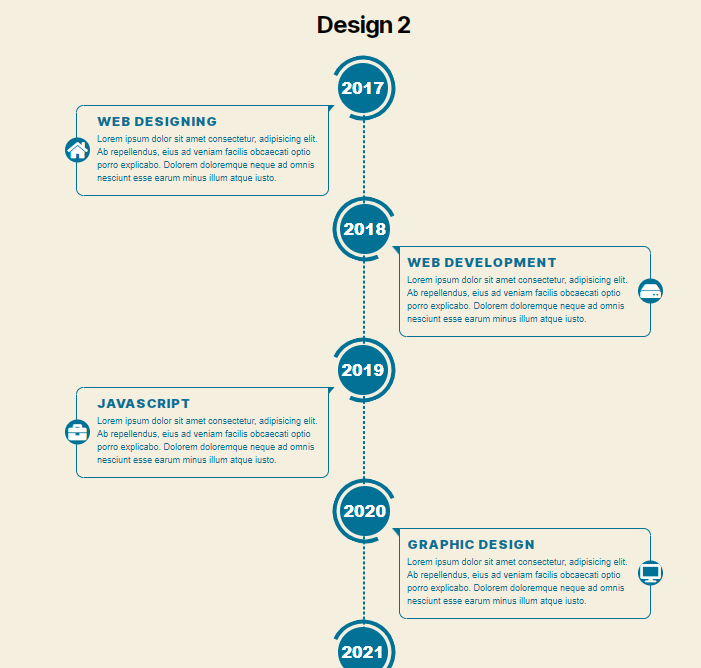 Design 2
2017
WEB DESIGNING
Lorem ipsum dolor sit amet consectetur, adipisicing elit.
Ab repellendus, eius ad veniam facilis obcaecati optio
porro explicabo. Dolorem doloremque neque ad omnis
nesciunt esse earum minus illum atque iusto.
2018
WEB DEVELOPMENT
Lorem ipsum dolor sit amet consectetur, adipisicing elit.
Ab repellendus, eius ad veniam facilis obcaecati optio
porro explicabo. Dolorem doloremque neque ad omnis
nesciunt esse earum minus illum atque iusto.
2019
JAVASCRIPT
Lorem ipsum dolor sit amet consectetur, adipisicing elit.
Ab repellendus, eius ad veniam facilis obcaecati optio
porro explicabo. Dolorem doloremque neque ad omnis
nesciunt esse earum minus illum atque iusto.
2020
GRAPHIC DESIGN
Lorem ipsum dolor sit amet consectetur, adipisicing elit.
Ab repellendus, eius ad veniam facilis obcaecati optio
porro explicabo. Dolorem doloremque neque ad omnis
nesciunt esse earum minus illum atque iusto.
2021